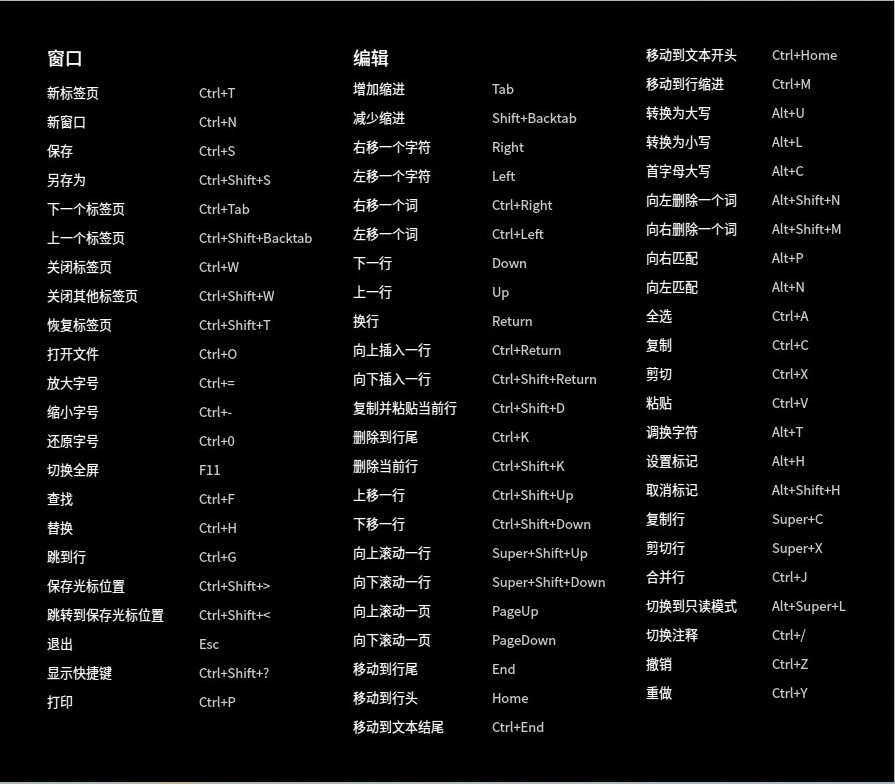 窗口
新标签页 Ctrl+T
新窗口 Ctrl+N
保存 Ctrl+S
另存为 Ctrl+Shift+S
下一个标签页 Ctrl+Tab
上一个标签页 Ctrl+Shift+Backtab
关闭标签页 Ctrl+W
关闭其他标签页 Ctrl+Shift+W
恢复标签页 Ctrl+Shift+T
打开文件 Ctrl+O
放大字号 Ctrl+=
缩小字号 Ctrl+-
还原字号 Ctrl+0
切换全屏 F11
查找 Ctrl+F
替换 Ctrl+H
跳到行 Ctrl+G
保存光标位置 Ctrl+Shift+>
跳转到保存光标位置 Ctrl+Shift+<
退出 Esc
显示快捷键 Ctrl+Shift+?
打印 Ctrl+P
编辑
增加缩进 Tab
减少缩进 Shift+Backtab
右移一个字符 Right
左移一个字符 Left
右移一个词 Ctrl+Right
左移一个词 Ctrl+Left
下一行 Down
上一行 Up
换行 Return
向上插入一行 Ctrl+Return
向下插入一行 Ctrl+Shift+Return
复制并粘贴当前行 Ctrl+Shift+D
删除到行尾 Ctrl+K
删除当前行 Ctrl+Shift+K
上移一行 Ctrl+Shift+Up
下移一行 Ctrl+Shift+Down
向上滚动一行 Super+Shift+Up
向下滚动一行 Super+Shift+Down
向上滚动一页 PageUp
向下滚动一页 PageDown
移动到行尾 End
移动到行头 Home
移动到文本结尾 Ctrl+End
移动到文本开头 Ctrl+Home
移动到行缩进 Ctrl+M
转换为大写 Alt+U
转换为小写 Alt+L
首字母大写 Alt+C
向左删除一个词 Alt+Shift+N
向右删除一个词 Alt+Shift+M
向右匹配 Alt+P
向左匹配 Alt+N
全选 Ctrl+A
复制 Ctrl+C
剪切 Ctrl+X
粘贴 Ctrl+V
调换字符 Alt+T
设置标记 Alt+H
取消标记 Alt+Shift+H
复制行 Super+C
剪切行 Super+X
合并行 Ctrl+J
切换到只读模式 Alt+Super+L
切换注释 Ctrl+/
撤销 Ctrl+Z
重做 Ctrl+Y